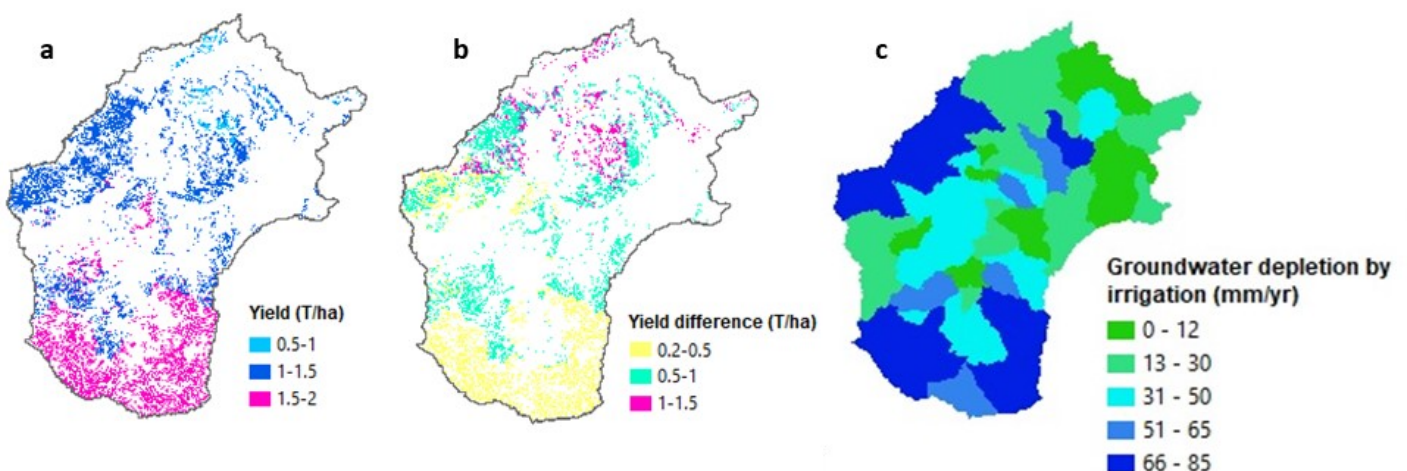 a
Yield (T/ha)
0.5-1
1-1.5
1.5-2
b
Yield difference (T/ha)
0.2-0.5
0.5-1
1-1.5
c
Groundwater depletion by
irrigation (mm/yr)
0 - 12
13 - 30
31 - 50
51 - 65
66 - 85